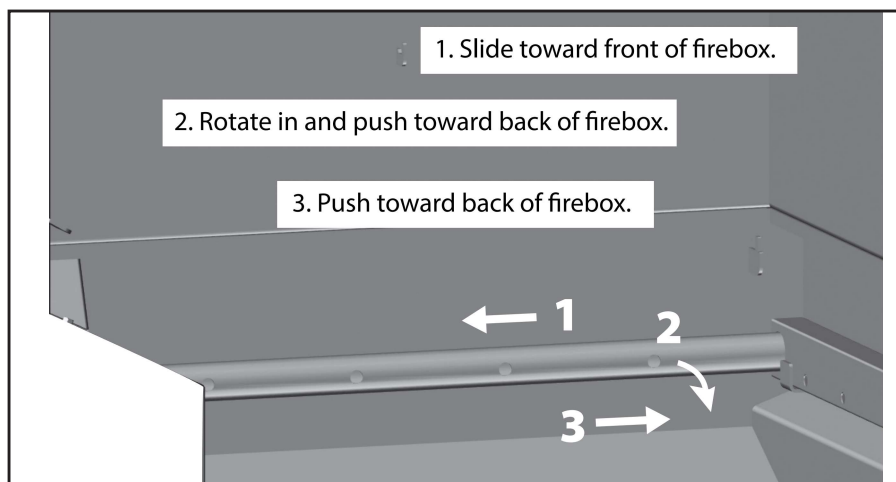 1. Slide toward front of firebox.
2. Rotate in and push toward back of firebox.
3. Push toward back of firebox.
1
2
3